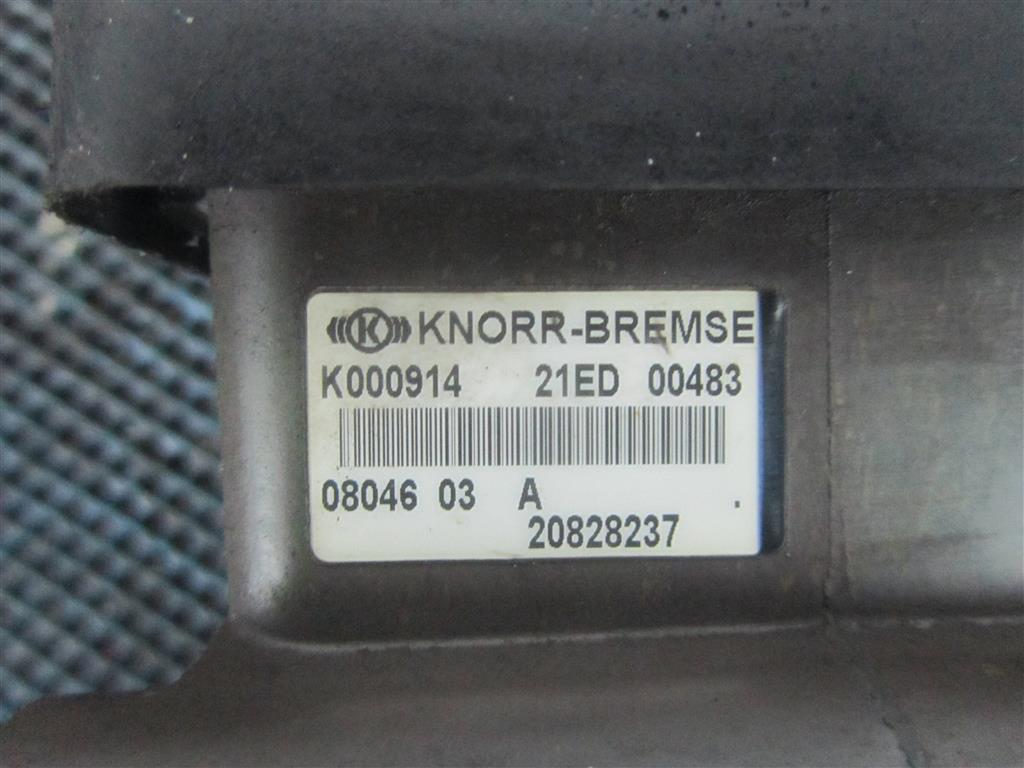 K KNORR-BREMSE
K000914 21ED 00483
08046 03 A .
20828237